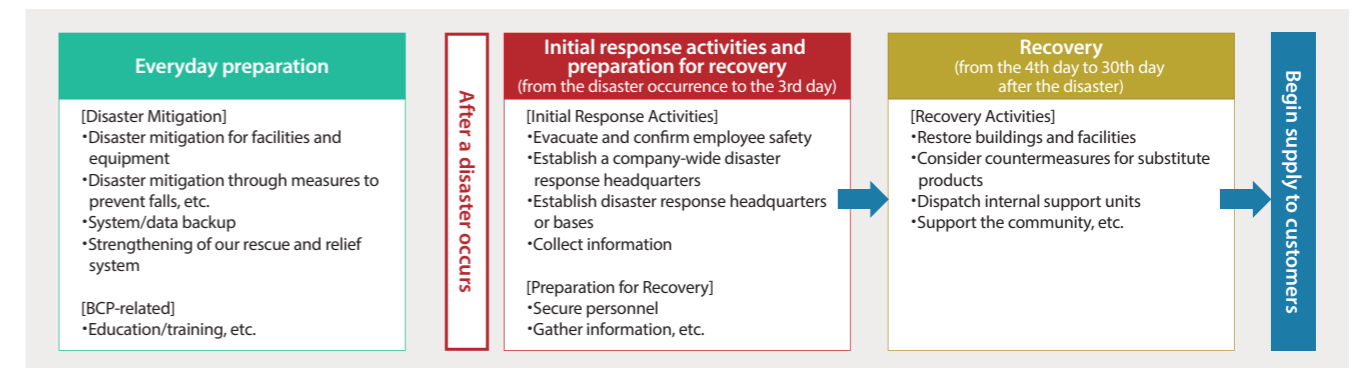 Everyday preparation
[Disaster Mitigation]
・Disaster mitigation for facilities and
equipment
・Disaster mitigation through measures to
prevent falls, etc.
・System/data backup
・Strengthening of our rescue and relief
system
[BCP-related]
・Education/training, etc.
After a disaster occurs
Initial response activities and
preparation for recovery
(from the disaster occurrence to the 3rd day)
[Initial Response Activities]
・Evacuate and confirm employee safety
・Establish a company-wide disaster
response headquarters
・Establish disaster response headquarters
or bases
・Collect information
[Preparation for Recovery]
・Secure personnel
・Gather information, etc.
Recovery
(from the 4th day to 30th day
after the disaster)
[Recovery Activities]
・Restore buildings and facilities
・Consider countermeasures for substitute
products
・Dispatch internal support units
・Support the community, etc.
Begin supply to customers